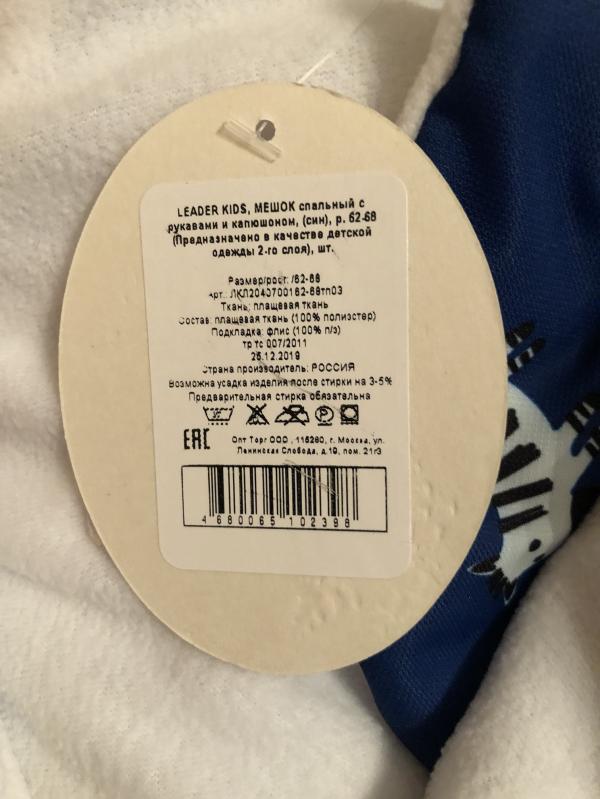 LEADER KIDS, МЕШОК спальный с
рукавами и капюшоном, (син), р. 62-68
(Предназначено в качестве детской
одежды 2-го слоя), шт.
Размер/рост: /62-68
Арт.: ЛКЛ2040700162-68тп03
Ткань: плащевая ткань
Состав: плащевая ткань (100% полиэстер)
Подкладка: флис (100% п/э)
тр тс 007/2011
25.12.2019
Страна производитель: РОССИЯ
Возможна усадка изделия после стирки на 3-5%
Предварительная стирка обязательна
EAC
Опт Торг ООО , 115280, г. Москва, ул.
Ленинская Слобода, д.19, пом. 21г3
4 680065 102398